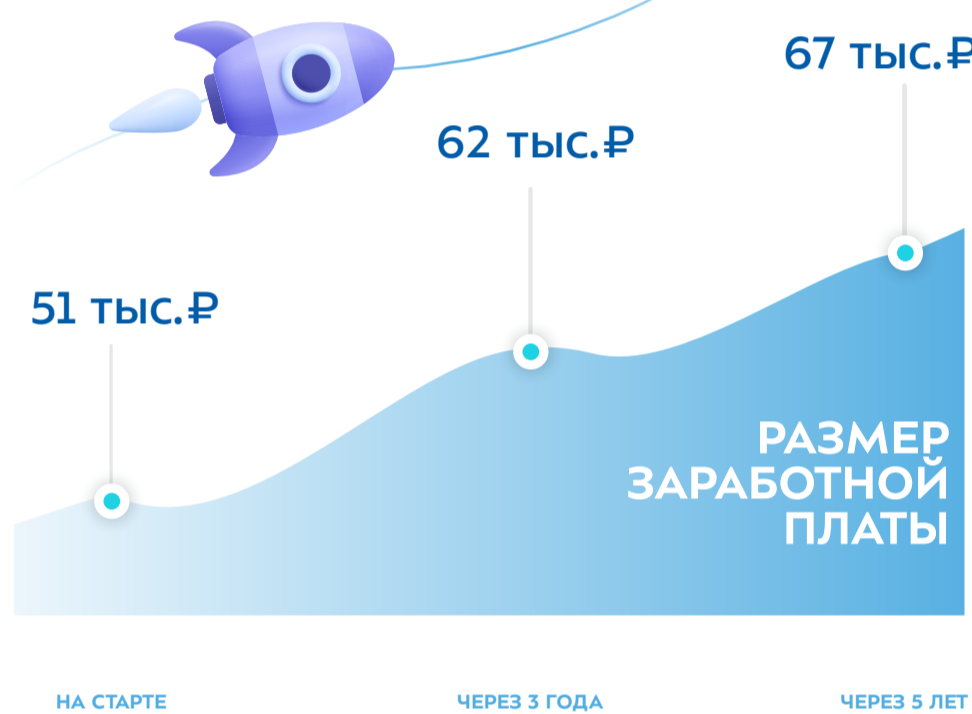 67 тыс.₽
62 тыс.₽
51 тыс.₽
РАЗМЕР
ЗАРАБОТНОЙ
ПЛАТЫ
НА СТАРТЕ
ЧЕРЕЗ 3 ГОДА
ЧЕРЕЗ 5 ЛЕТ